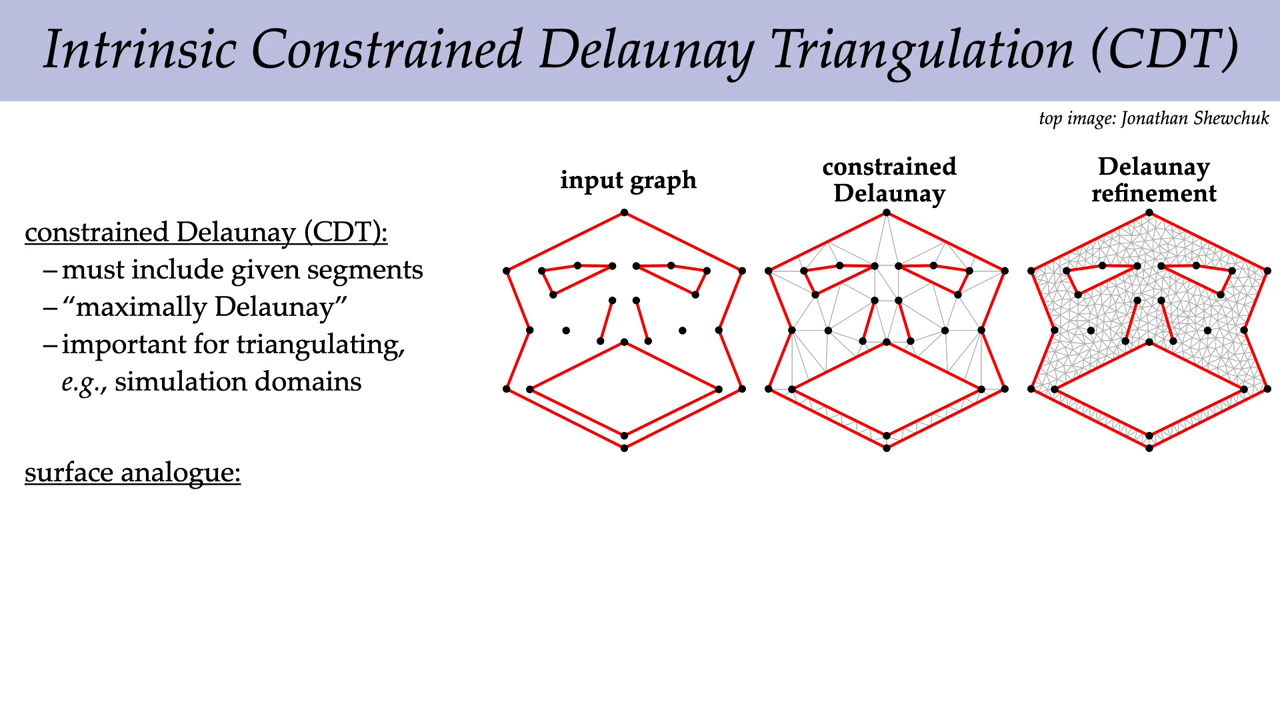 Intrinsic Constrained Delaunay Triangulation (CDT)
top image: Jonathan Shewchuk
input graph
constrained
Delaunay
Delaunay
refinement
constrained Delaunay (CDT):
– must include given segments
– “maximally Delaunay”
– important for triangulating,
e.g., simulation domains
surface analogue: